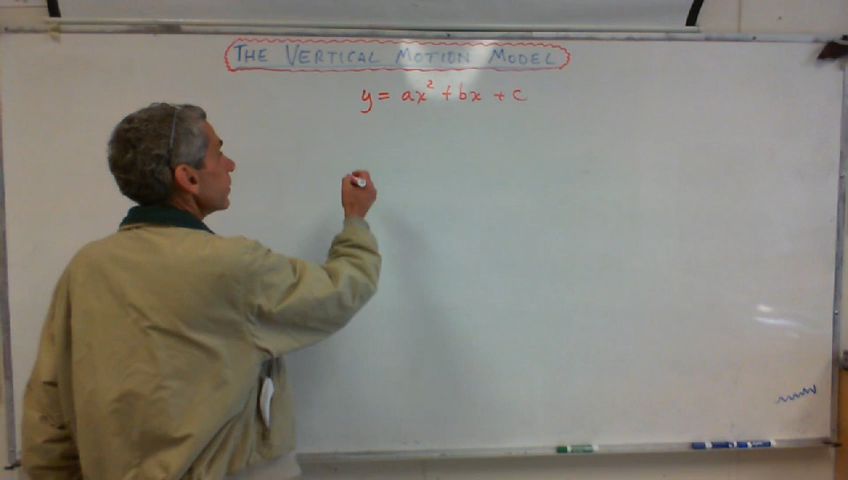 THE VERTICAL MOTION MODEL
y = ax² + bx + c